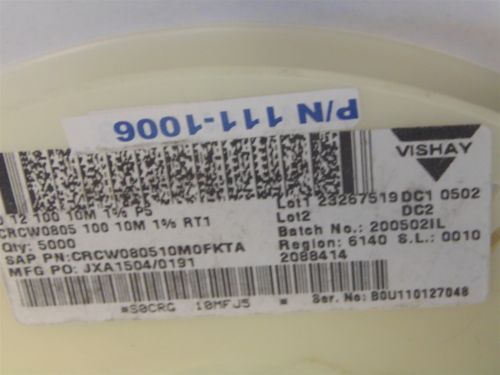 P/N 111-1006
VISHAY
D 12 100 10M 1% P5
CRCW0805 100 10M 1% RT1
Qty: 5000
SAP PN:CRCW080510M0FKTA
MFG PO: JXA1504/0191
Lot1 23267519 DC1 0502
Lot2 DC2
Batch No.: 200502IL
Region: 6140 S.L.: 0010
2088414
*S0CRC 10MFJ5 *
Ser. No: B0U110127048